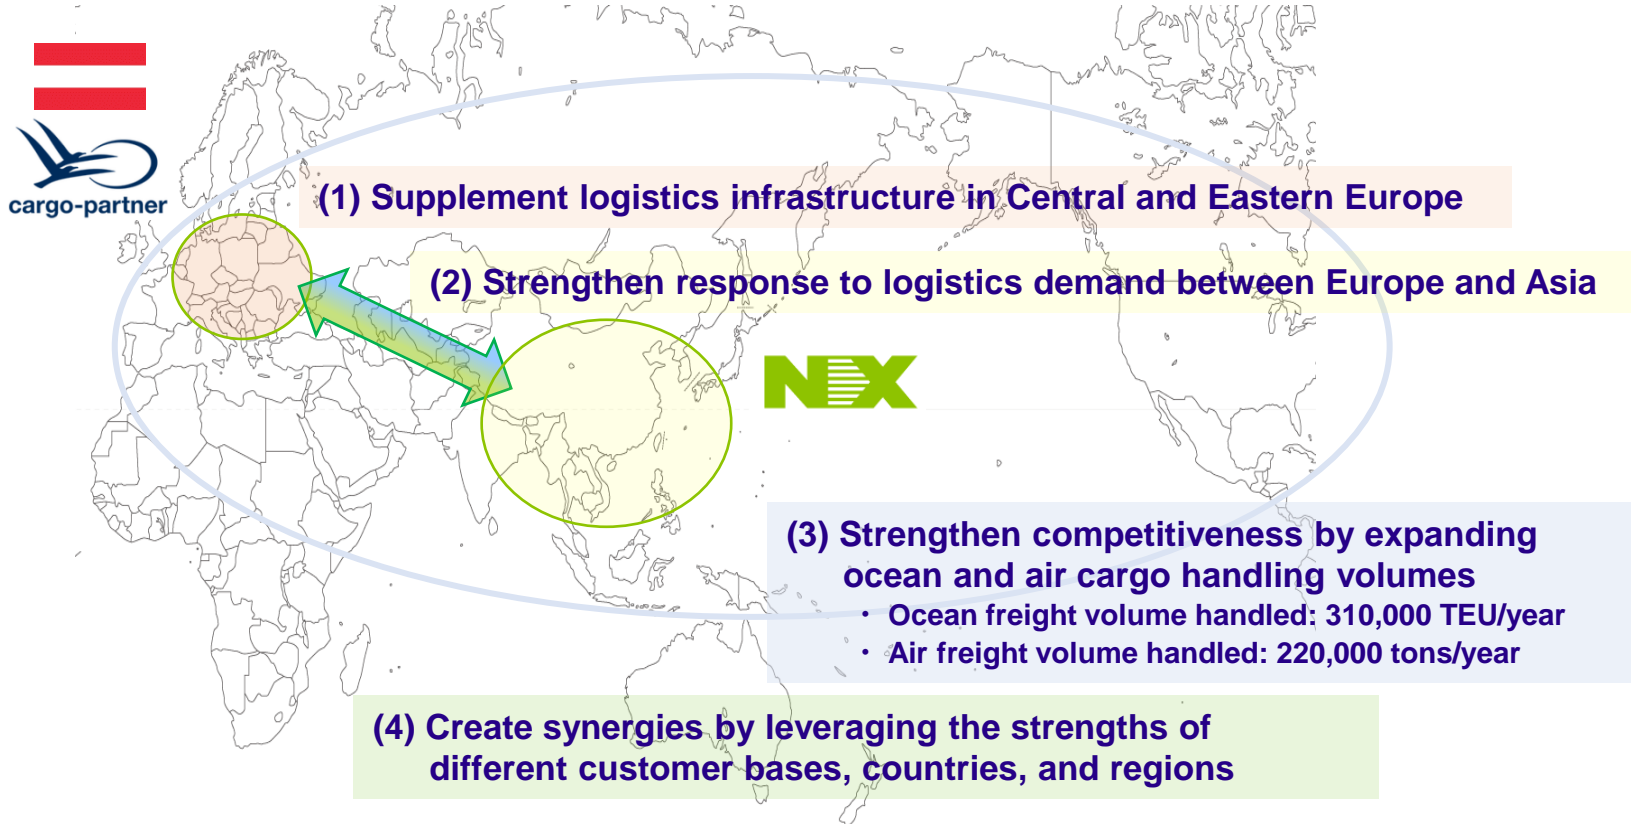 cargo-partner
(1) Supplement logistics infrastructure in Central and Eastern Europe
(2) Strengthen response to logistics demand between Europe and Asia
NX
(3) Strengthen competitiveness by expanding
ocean and air cargo handling volumes
・ Ocean freight volume handled: 310,000 TEU/year
・ Air freight volume handled: 220,000 tons/year
(4) Create synergies by leveraging the strengths of
different customer bases, countries, and regions